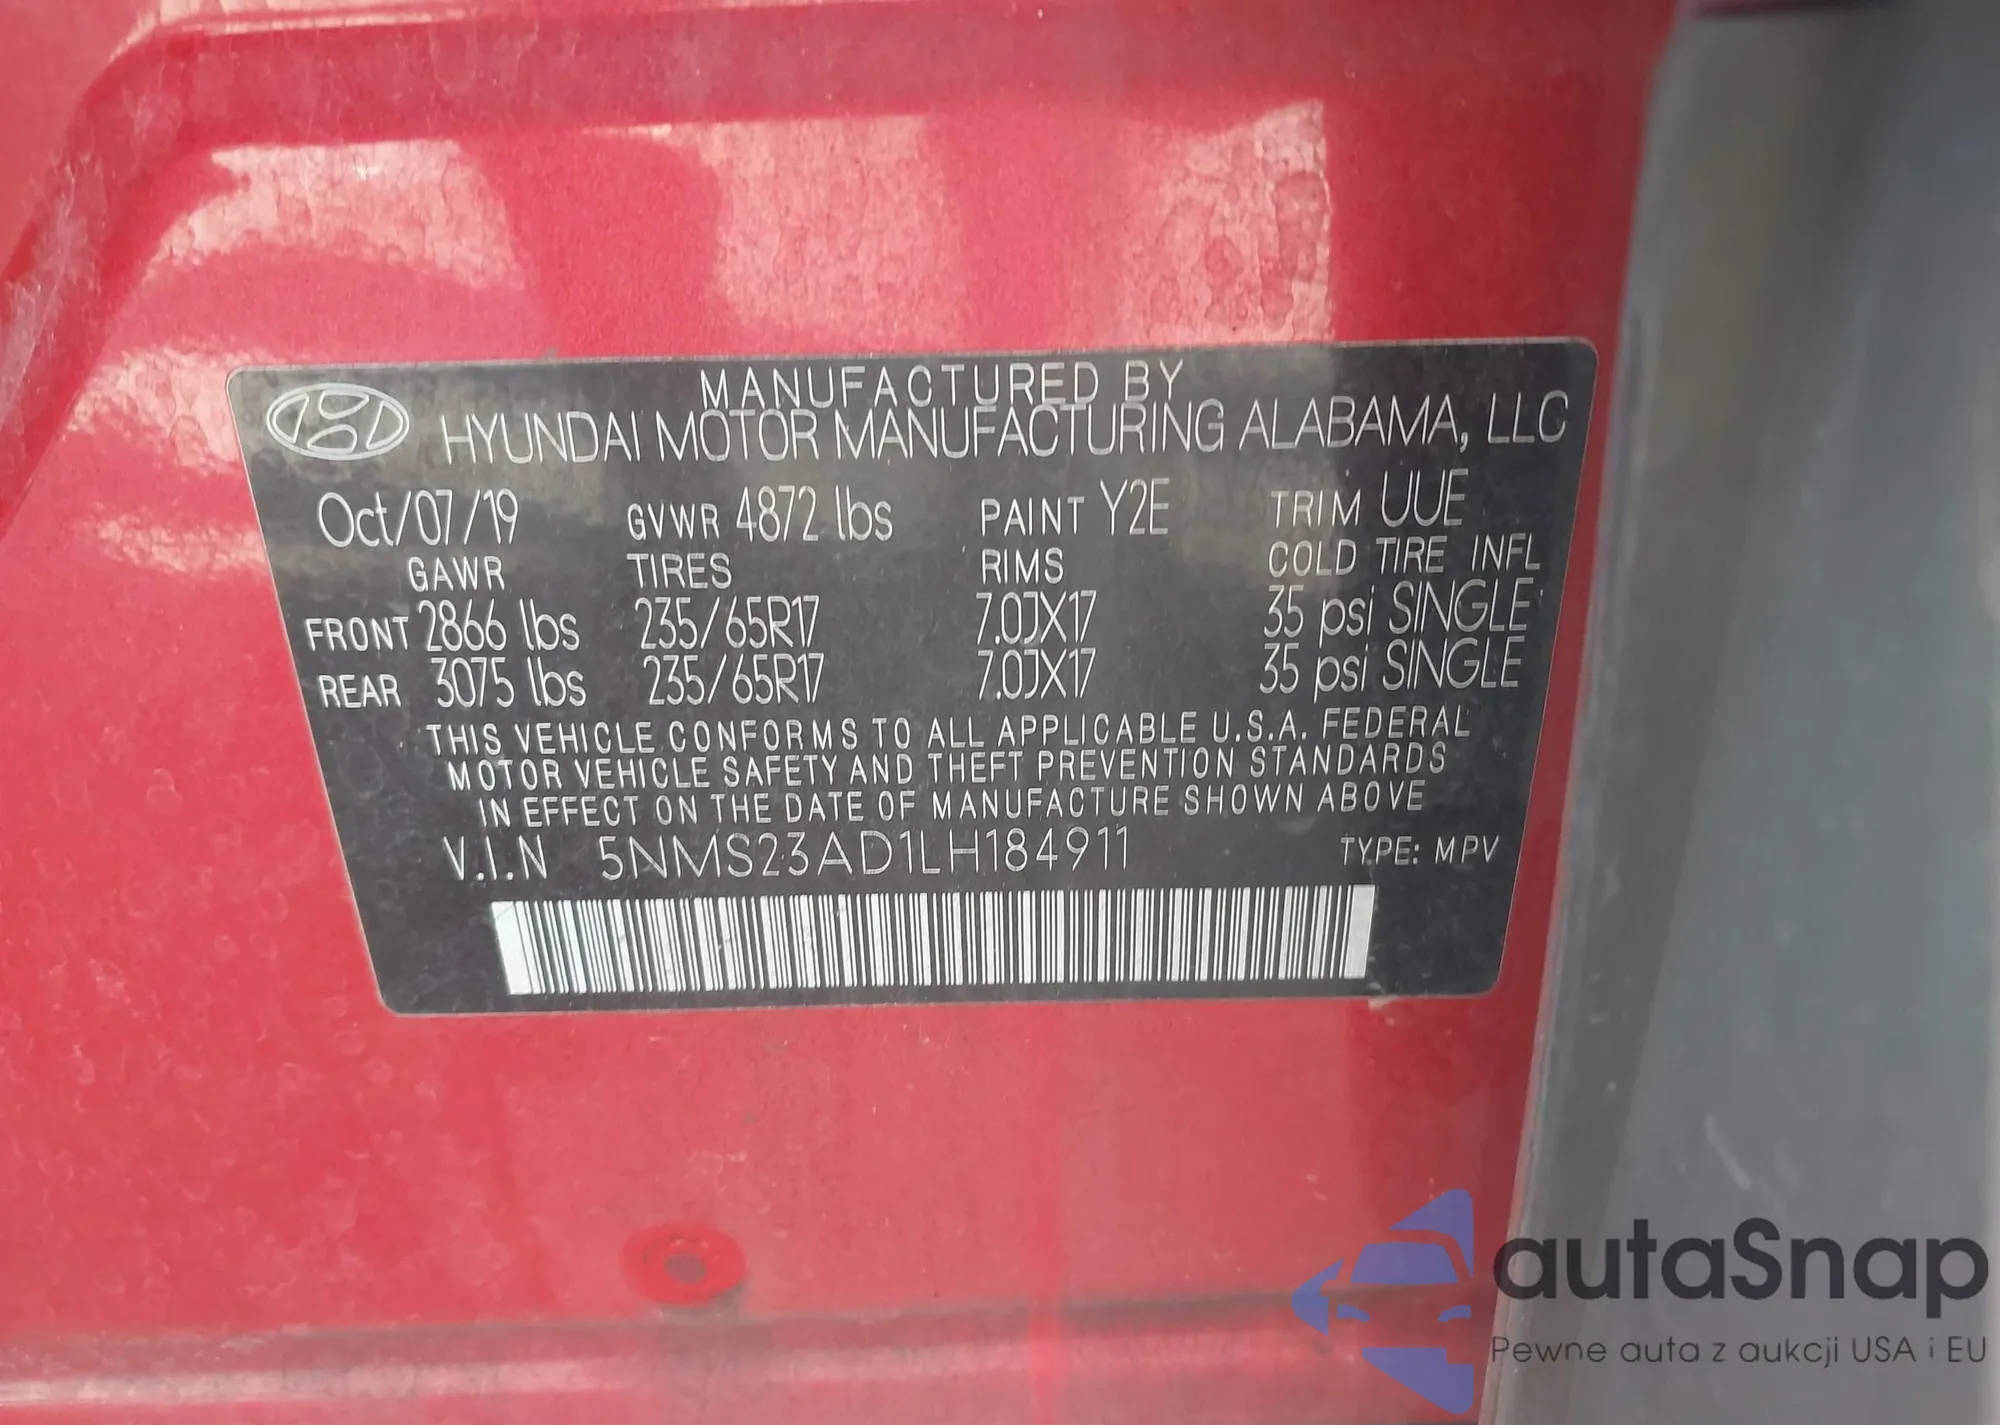 MANUFACTURED BY
HYUNDAI MOTOR MANUFACTURING ALABAMA, LLC
Oct/07/19 GVWR 4872 lbs PAINT Y2E TRIM UUE
GAWR TIRES RIMS COLD TIRE INFL
FRONT 2866 lbs 235/65R17 7.0JX17 35 psi SINGLE
REAR 3075 lbs 235/65R17 7.0JX17 35 psi SINGLE
THIS VEHICLE CONFORMS TO ALL APPLICABLE U.S.A. FEDERAL
MOTOR VEHICLE SAFETY AND THEFT PREVENTION STANDARDS
IN EFFECT ON THE DATE OF MANUFACTURE SHOWN ABOVE
V.I.N 5NMS23AD1LH184911 TYPE: MPV
autaSnap
Pewne auta z aukcji USA i EU